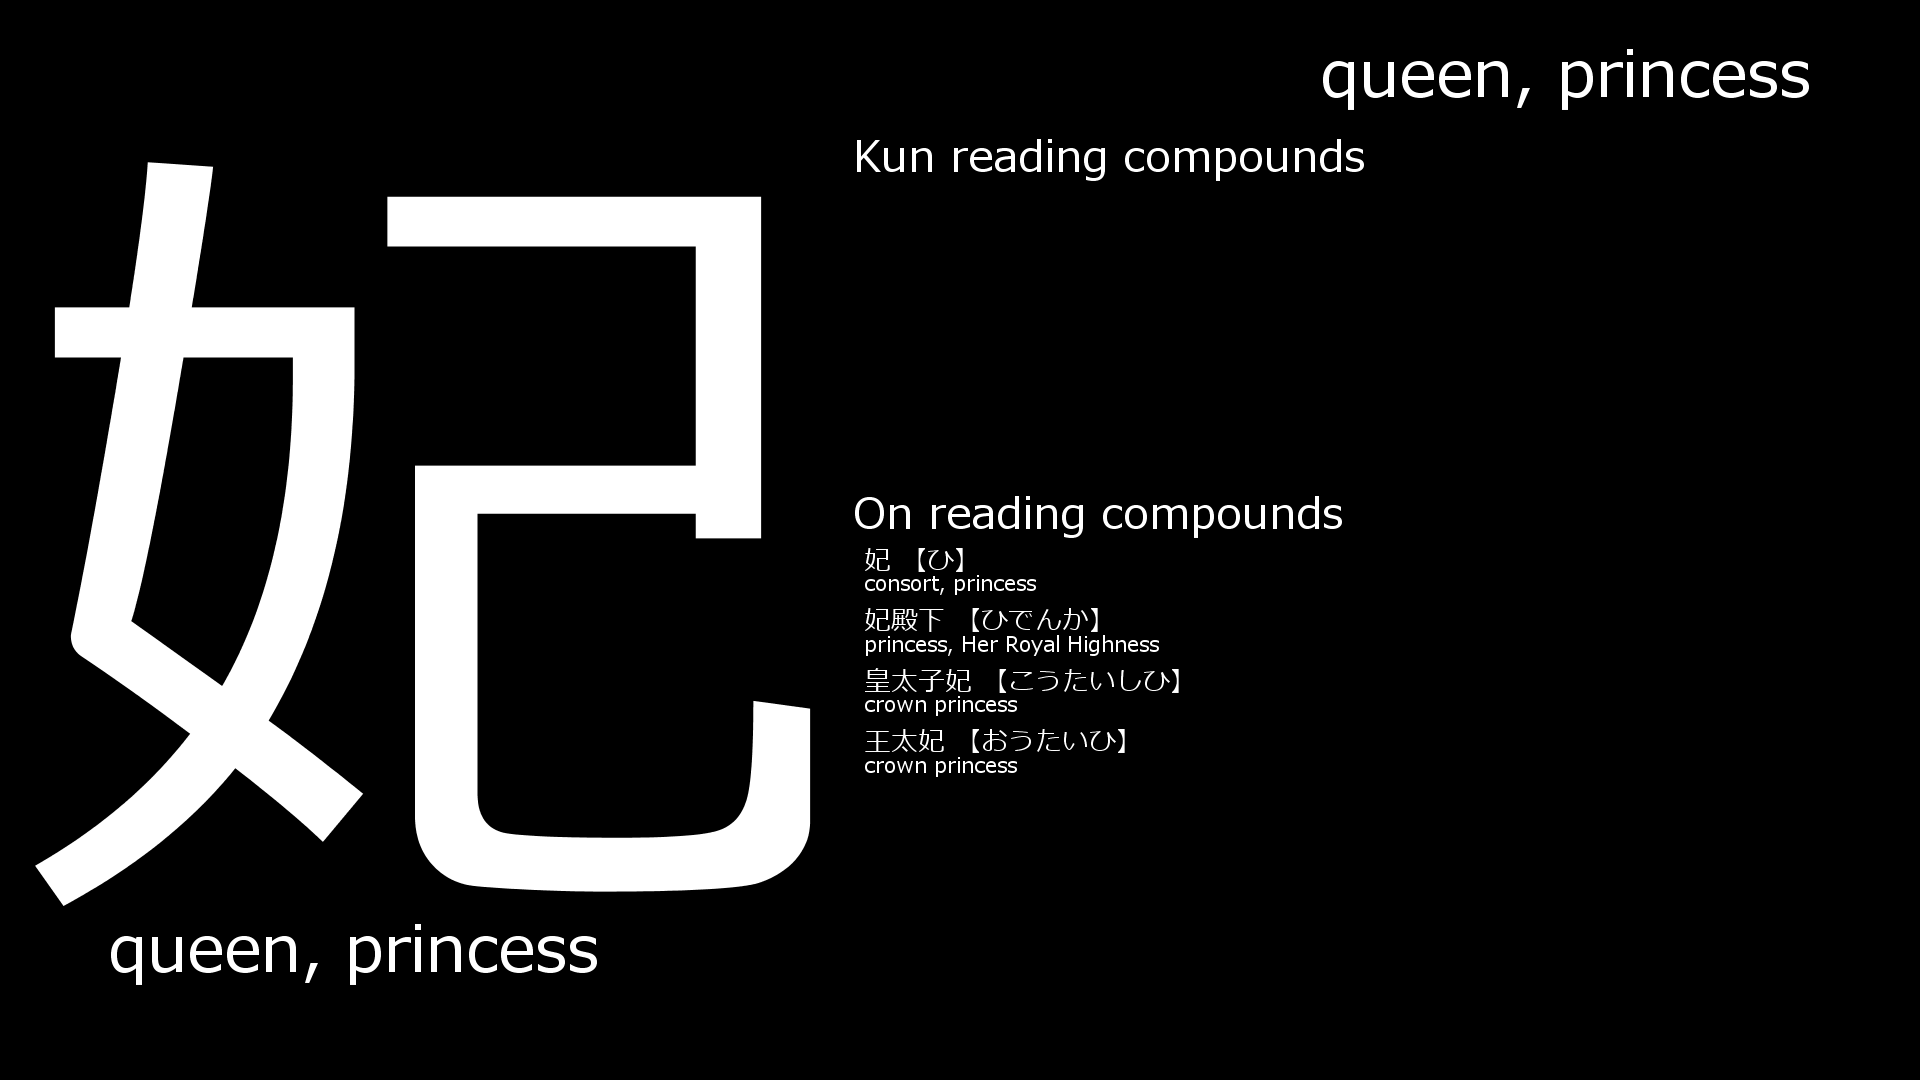 妃
queen, princess
queen, princess
Kun reading compounds
On reading compounds
妃 【ひ】
consort, princess
妃殿下 【ひでんか】
princess, Her Royal Highness
皇太子妃 【こうたいしひ】
crown princess
王太妃 【おうたいひ】
crown princess